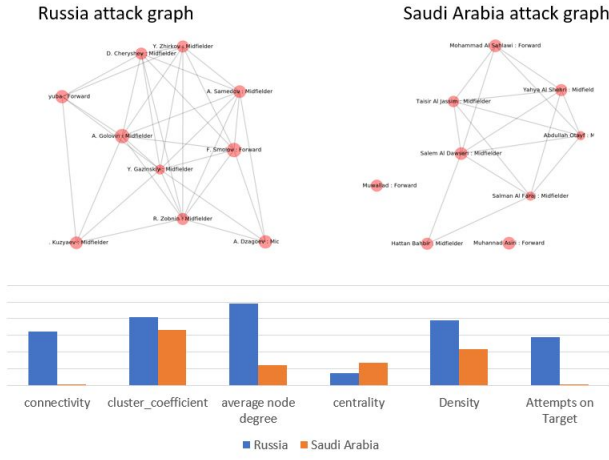 Russia attack graph
Saudi Arabia attack graph
Y. Zhirkov : Midfielder
D. Cheryshev : Midfielder
yuba : Forward
A. Samedov : Midfielder
A. Golovin : Midfielder
F. Smolov : Forward
Y. Gazinskiy : Midfielder
R. Zobnin : Midfielder
. Kuzyaev : Midfielder
A. Dzagoev : Mic
Mohammad Al Sahlawi : Forward
Yahya Al Shehri : Midfield
Taisir Al Jassim : Midfielder
Abdullah Otayf : M
Salem Al Dawsari : Midfielder
Muwallad : Forward
Salman Al Faraj : Midfielder
Hattan Bahbir : Midfielder
Muhannad Asiri : Forward
connectivity
cluster_coefficient
average node
degree
centrality
Density
Attempts on
Target
Russia
Saudi Arabia